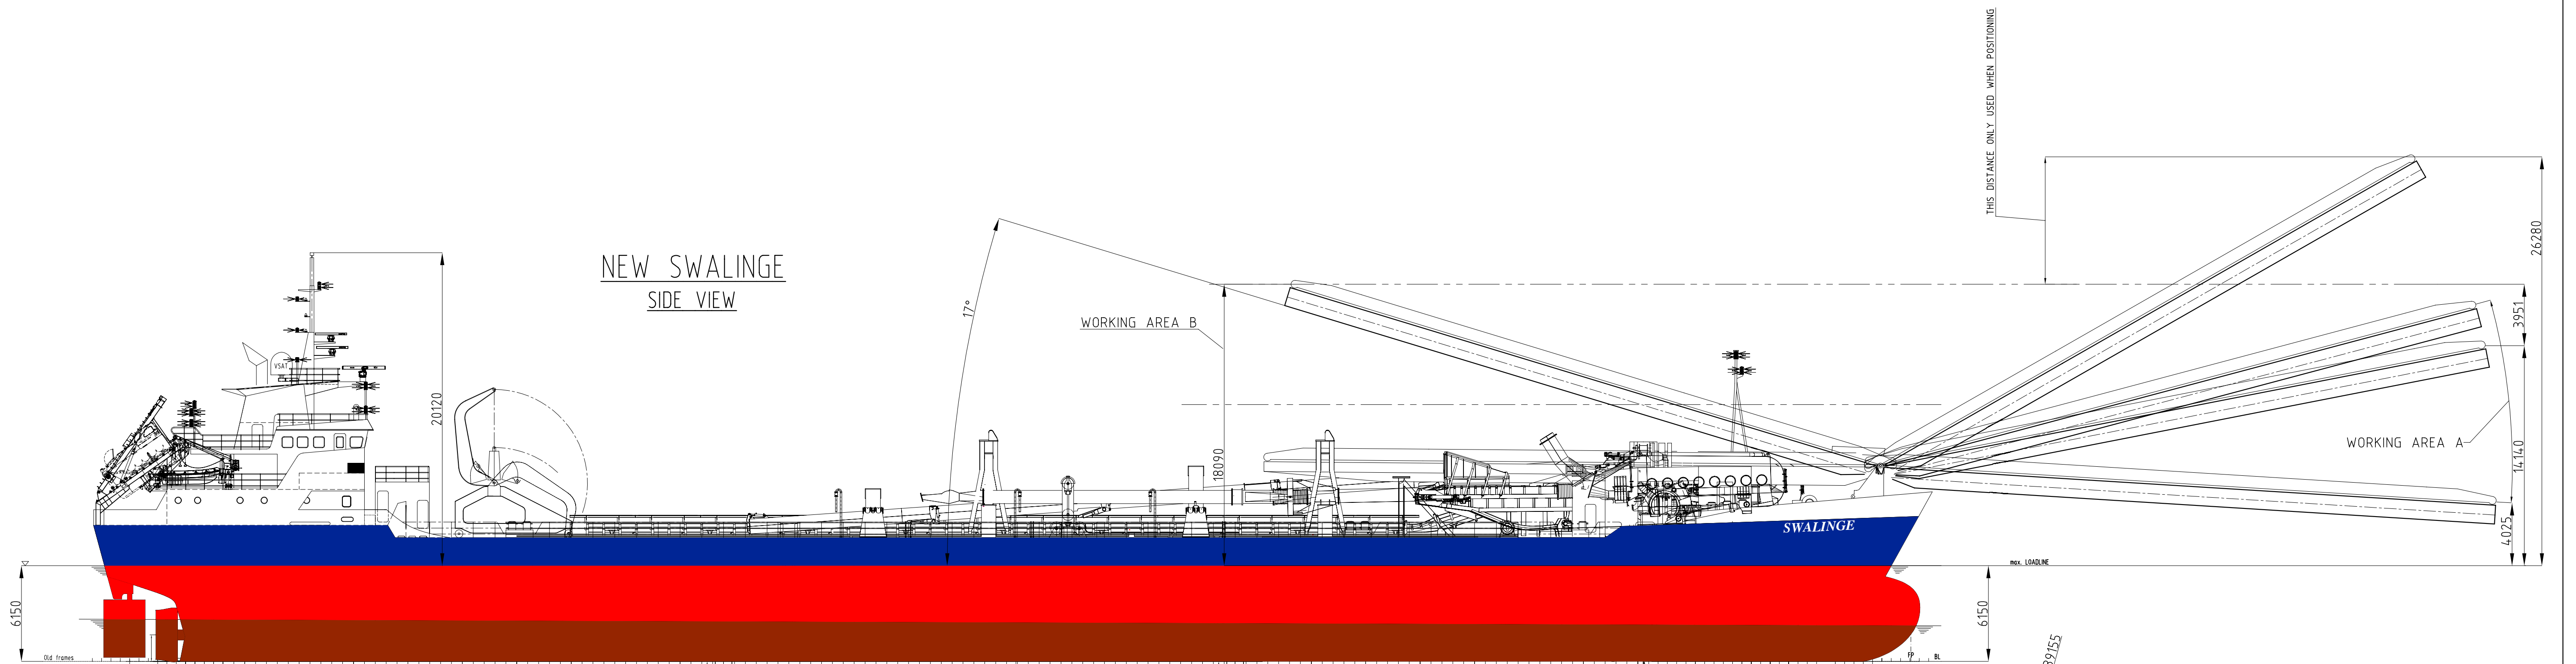 THIS DISTANCE ONLY USED WHEN POSITIONING
26280
NEW SWALINGE
SIDE VIEW
17°
3951
WORKING AREA B
VSAT
20120
18090
WORKING AREA A
14140
SWALINGE
4025
max. LOADLINE
6150
6150
39155
Old frames
FP
BL